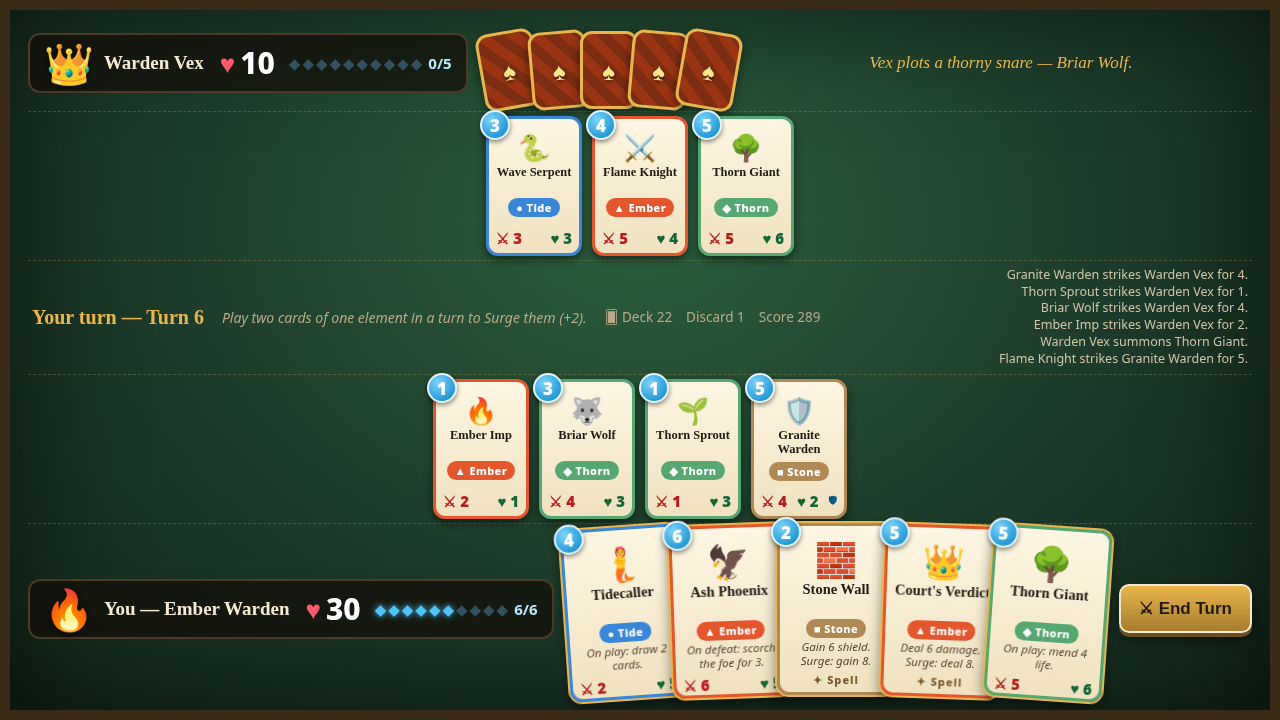 Warden Vex
10
0/5
Vex plots a thorny snare — Briar Wolf.
3
Wave Serpent
Tide
3 3
4
Flame Knight
Ember
5 4
5
Thorn Giant
Thorn
5 6
Your turn — Turn 6
Play two cards of one element in a turn to Surge them (+2).
Deck 22 Discard 1 Score 289
Granite Warden strikes Warden Vex for 4.
Thorn Sprout strikes Warden Vex for 1.
Briar Wolf strikes Warden Vex for 4.
Ember Imp strikes Warden Vex for 2.
Warden Vex summons Thorn Giant.
Flame Knight strikes Granite Warden for 5.
1
Ember Imp
Ember
2 1
3
Briar Wolf
Thorn
4 3
1
Thorn Sprout
Thorn
1 3
5
Granite
Warden
Stone
4 2
You — Ember Warden
30
6/6
4
Tidecaller
Tide
On play: draw 2
cards.
2
6
Ash Phoenix
Ember
On defeat: scorch
the foe for 3.
6
2
Stone Wall
Stone
Gain 6 shield.
Surge: gain 8.
Spell
5
Court's Verdict
Ember
Deal 6 damage.
Surge: deal 8.
Spell
5
Thorn Giant
Thorn
On play: mend 4
life.
5 6
End Turn